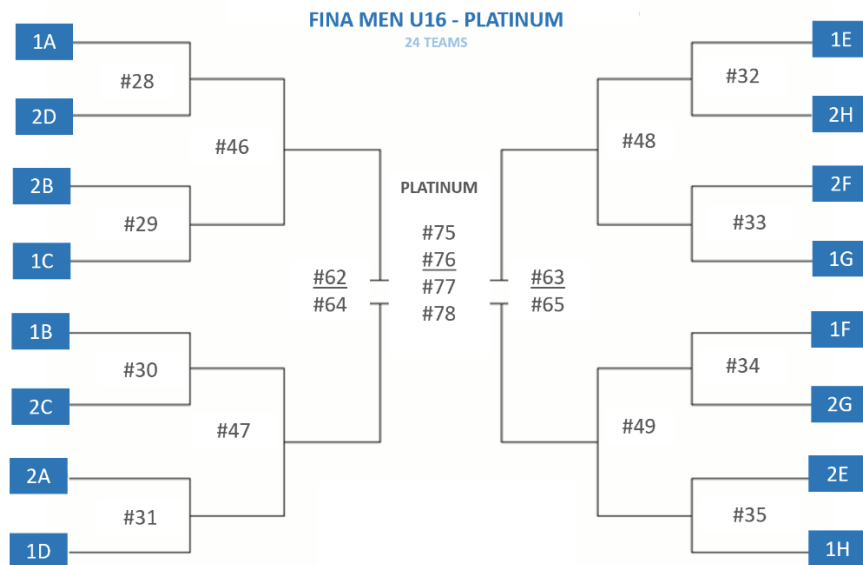 FINA MEN U16 - PLATINUM
24 TEAMS
1A
#28
2D
#46
2B
#29
1C
#62
#64
1B
#30
2C
#47
2A
#31
1D
PLATINUM
#75
#76
#77
#78
1E
#32
2H
#48
2F
#33
1G
#63
#65
1F
#34
2G
#49
2E
#35
1H